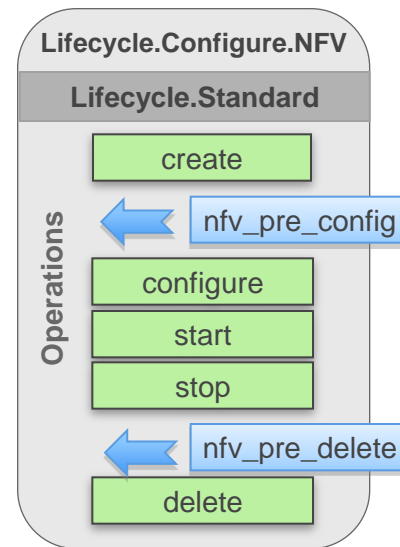 Lifecycle.Configure.NFV
Lifecycle.Standard
Operations
create
nfv_pre_config
configure
start
stop
nfv_pre_delete
delete